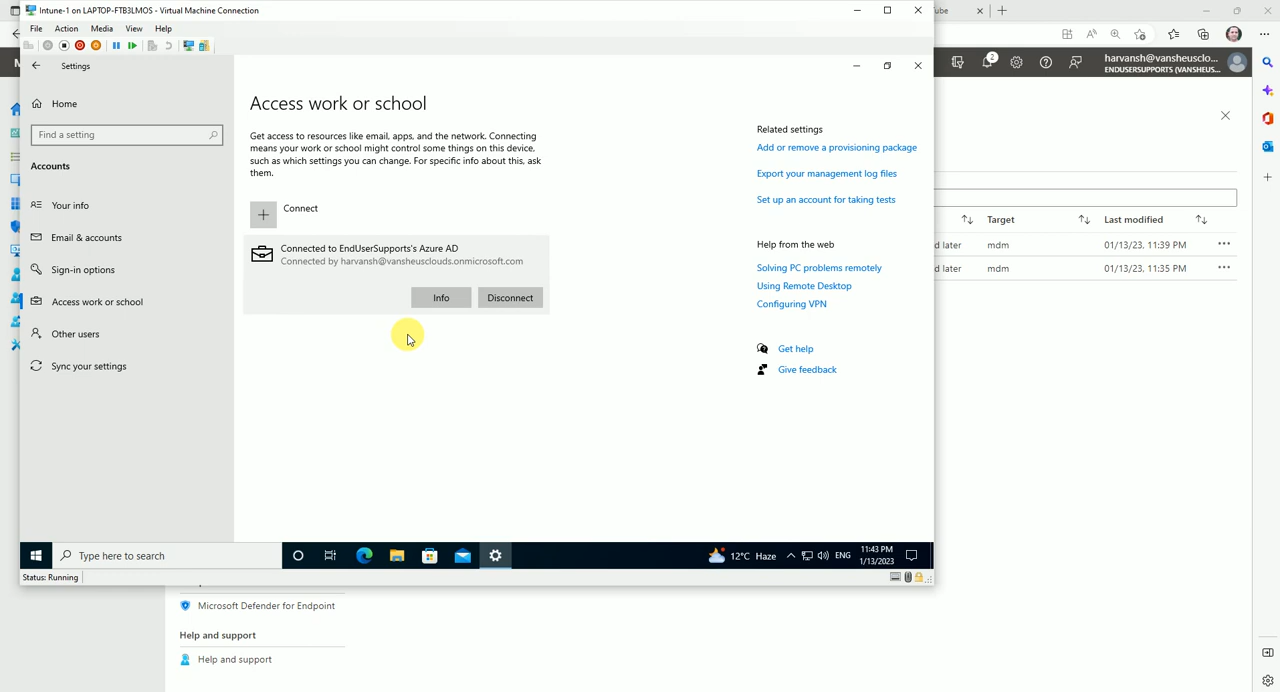 Intune-1 on LAPTOP-FTB3LMOS - Virtual Machine Connection
File Action Media View Help
Settings
Home
Find a setting
Accounts
Your info
Email & accounts
Sign-in options
Access work or school
Other users
Sync your settings
Access work or school
Get access to resources like email, apps, and the network. Connecting
means your work or school might control some things on this device,
such as which settings you can change. For specific info about this, ask
them.
Connect
Connected to EndUserSupports's Azure AD
Connected by harvansh@vansheusclouds.onmicrosoft.com
Info Disconnect
Related settings
Add or remove a provisioning package
Export your management log files
Set up an account for taking tests
Help from the web
Solving PC problems remotely
Using Remote Desktop
Configuring VPN
Get help
Give feedback
Type here to search
12°C Haze
ENG
11:43 PM
1/13/2023
Status: Running
2
harvansh@vansheusclo...
ENDUSERSUPPORTS (VANSHEUS...
Target Last modified
d later mdm 01/13/23, 11:39 PM
d later mdm 01/13/23, 11:35 PM
Microsoft Defender for Endpoint
Help and support
Help and support